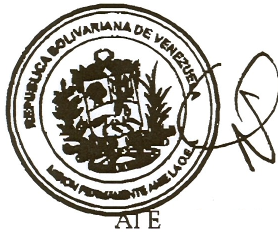 REPUBLICA BOLIVARIANA DE VENEZUELA
MISION PERMANENTE ANTE LA O.E.A.
ATE